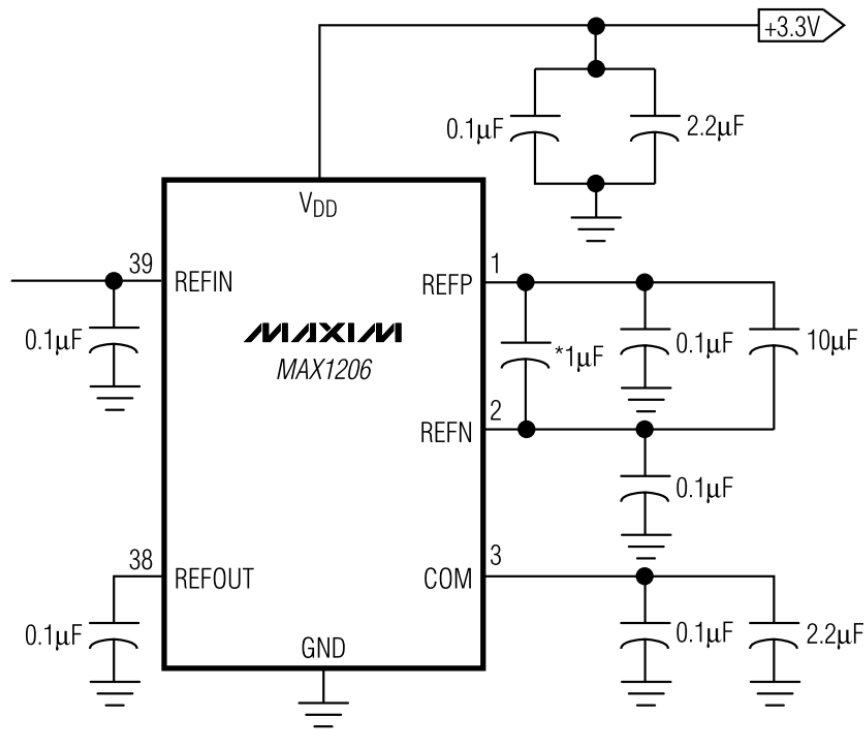 +3.3V
0.1µF
2.2µF
VDD
39
REFIN
0.1µF
MAXIM
MAX1206
1
REFP
*1µF
0.1µF
10µF
2
REFN
0.1µF
38
REFOUT
0.1µF
3
COM
0.1µF
2.2µF
GND